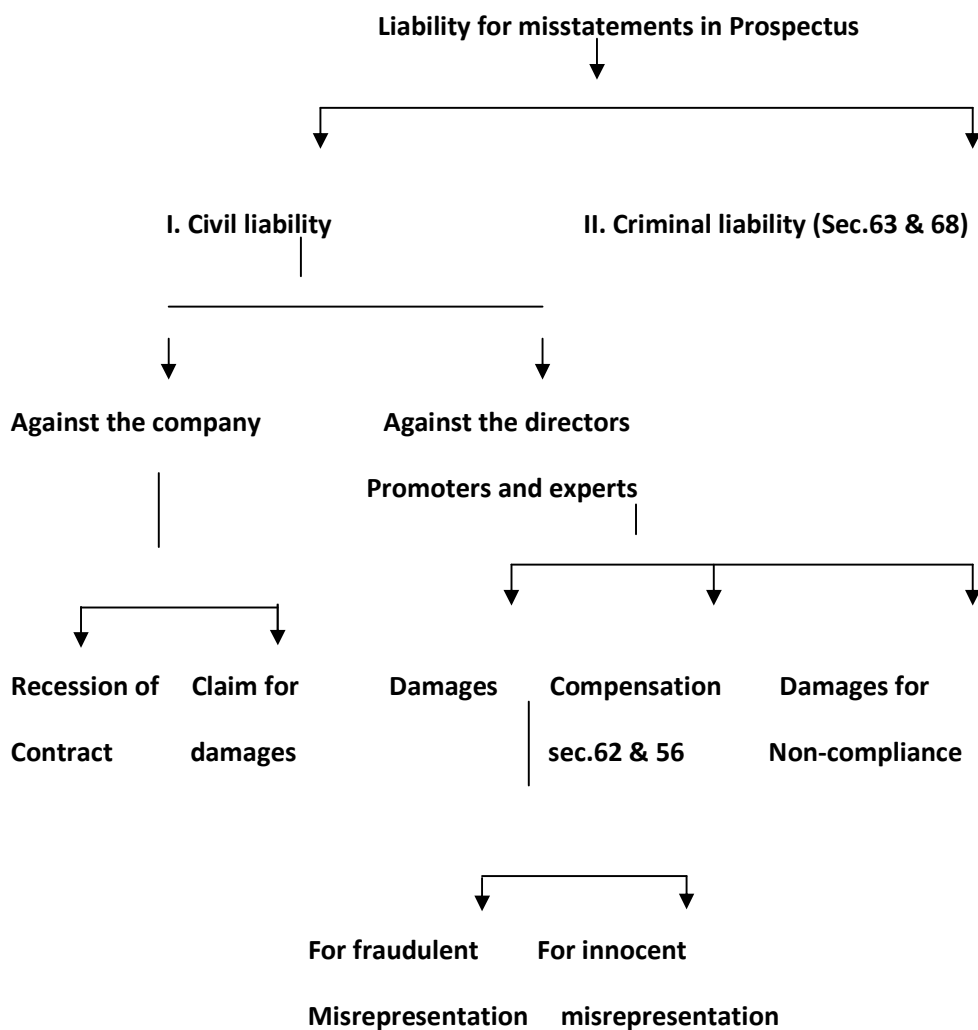 Liability for misstatements in Prospectus
I. Civil liability
II. Criminal liability (Sec.63 & 68)
Against the company
Against the directors
Promoters and experts
Recession of
Contract
Claim for
damages
Damages
Compensation
sec.62 & 56
Damages for
Non-compliance
For fraudulent
Misrepresentation
For innocent
misrepresentation